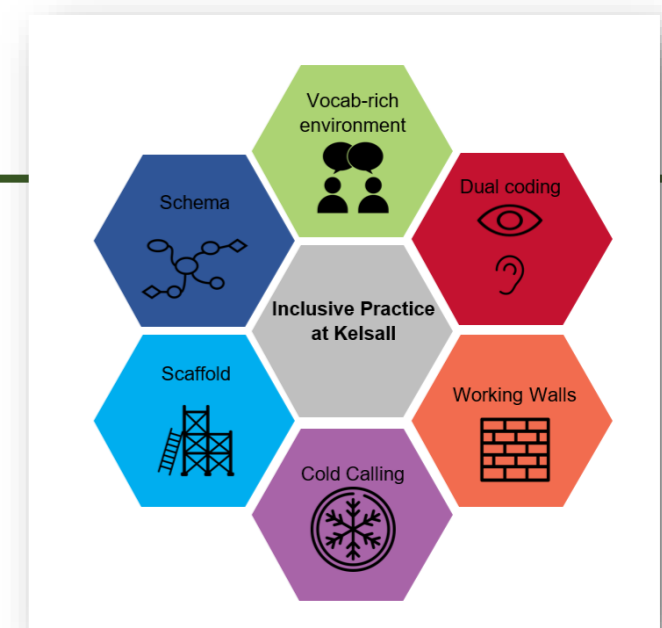 Vocab-rich
environment
Dual coding
Schema
Inclusive Practice
at Kelsall
Scaffold
Working Walls
Cold Calling